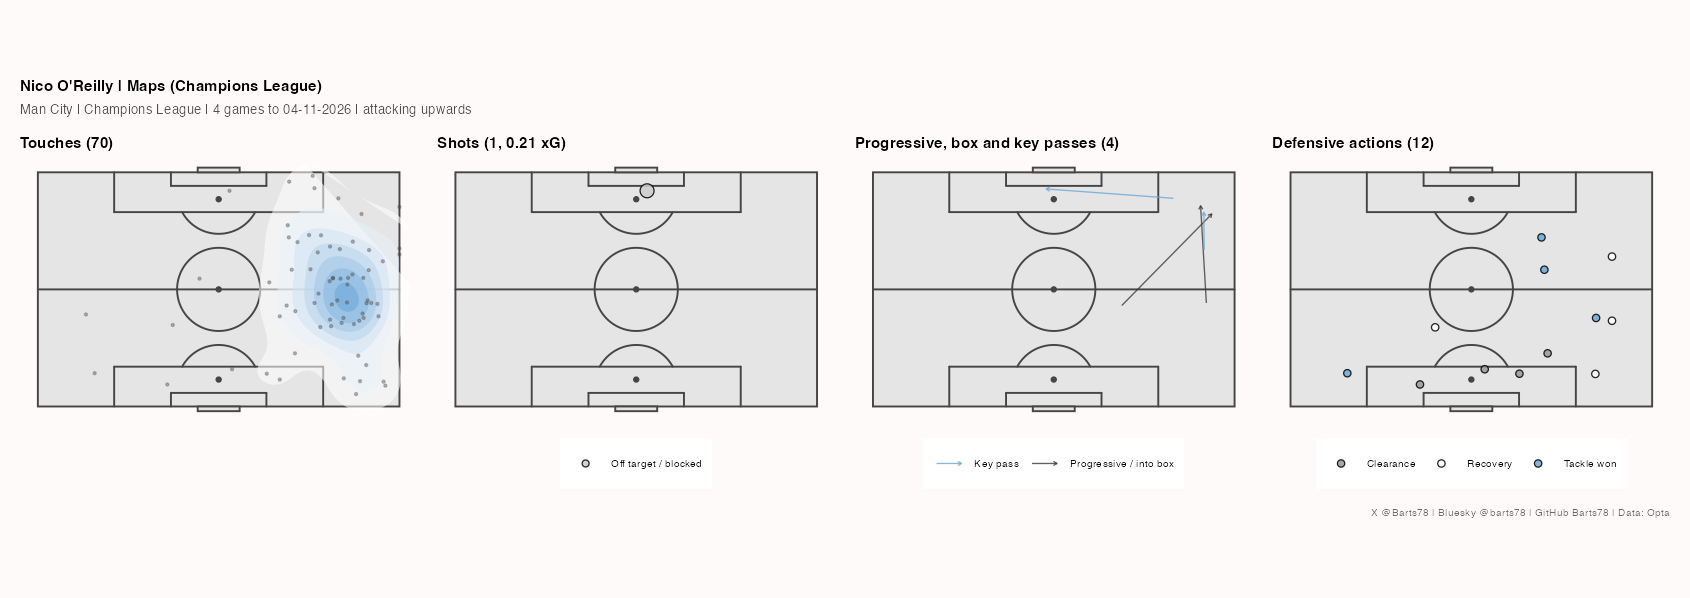 Nico O'Reilly | Maps (Champions League)
Man City | Champions League | 4 games to 04-11-2026 | attacking upwards
Touches (70)
Shots (1, 0.21 xG)
Progressive, box and key passes (4)
Defensive actions (12)
Off target / blocked
Key pass
Progressive / into box
Clearance
Recovery
Tackle won
X @Barts78 | Bluesky @barts78 | GitHub Barts78 | Data: Opta